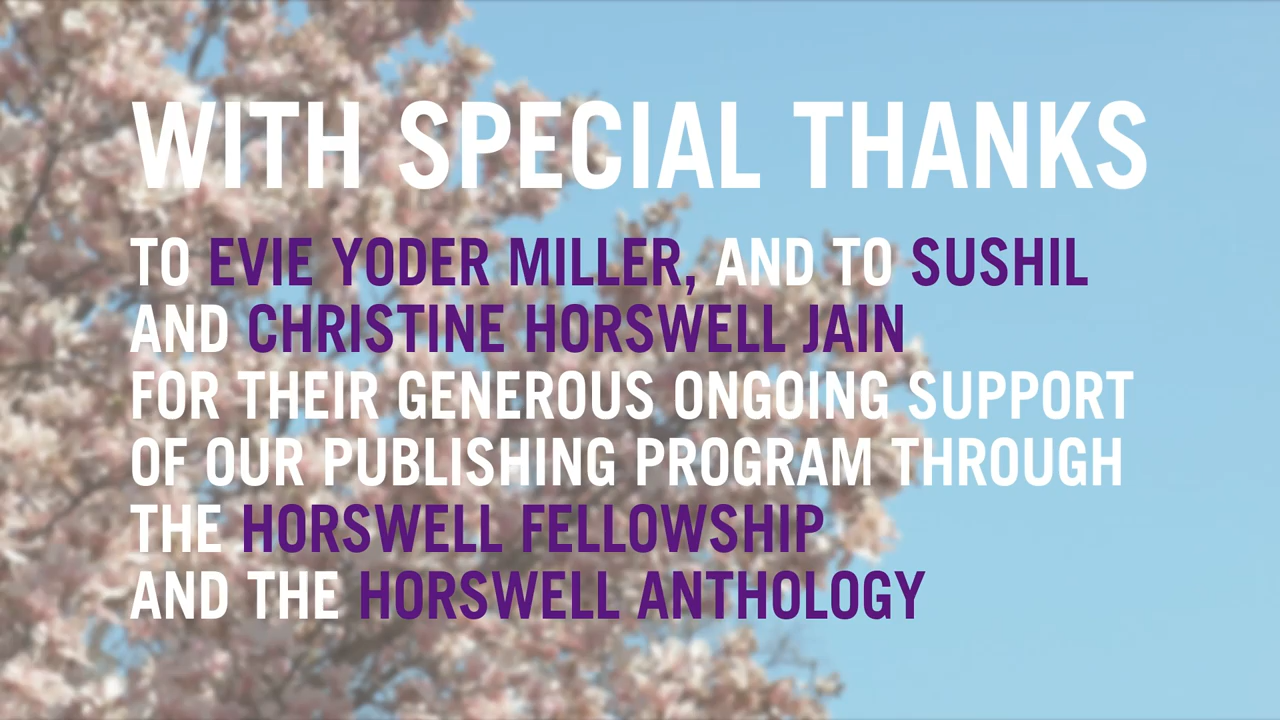 WITH SPECIAL THANKS
TO EVIE YODER MILLER, AND TO SUSHIL
AND CHRISTINE HORSWELL JAIN
FOR THEIR GENEROUS ONGOING SUPPORT
OF OUR PUBLISHING PROGRAM THROUGH
THE HORSWELL FELLOWSHIP
AND THE HORSWELL ANTHOLOGY